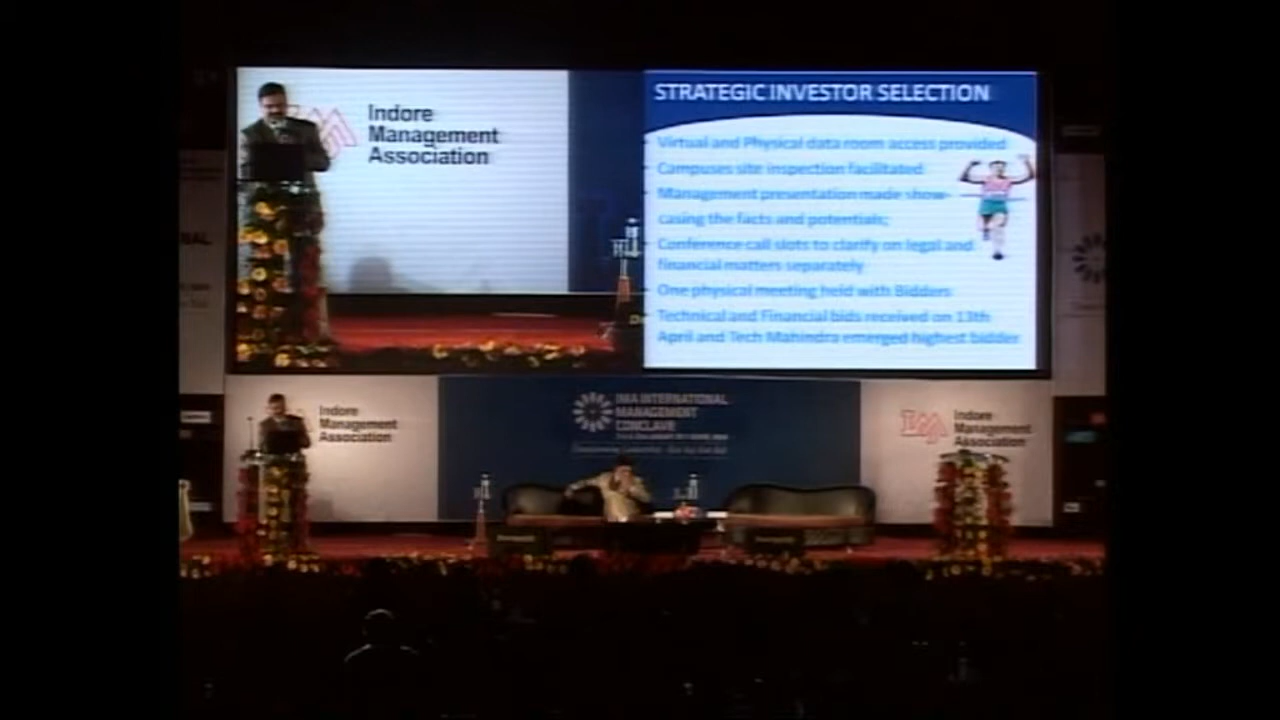 Indore
Management
Association
STRATEGIC INVESTOR SELECTION
Virtual and Physical data room access provided
Campuses site inspection facilitated
Management presentation made show-
casing the facts and potentials;
Conference call slots to clarify on legal and
financial matters separately
One physical meeting held with Bidders
Technical and Financial bids received on 13th
April and Tech Mahindra emerged highest bidder
Indore
Management
Association
IMA INTERNATIONAL
MANAGEMENT
CONCLAVE
IMA
Indore
Management
Association